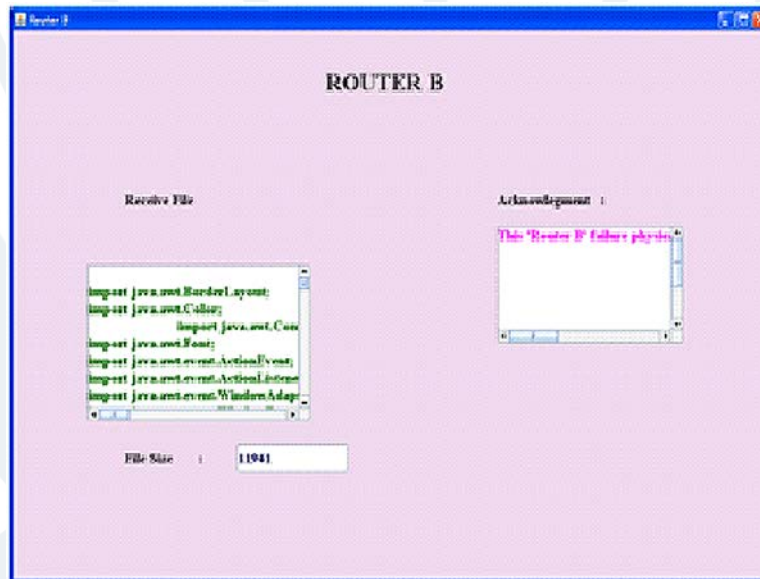 Router B
ROUTER B
Receive File
Acknowlegment :
This 'Router B' failure physic
import java.awt.BorderLayout;
import java.awt.Color;
import java.awt.Con
import java.awt.Font;
import java.awt.event.ActionEvent;
import java.awt.event.ActionListene
import java.awt.event.WindowAdap
File Size :
11941